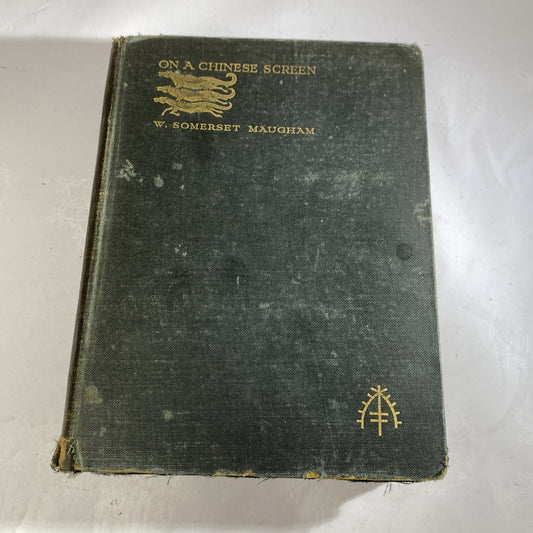 ON A CHINESE SCREEN
W. SOMERSET MAUGHAM